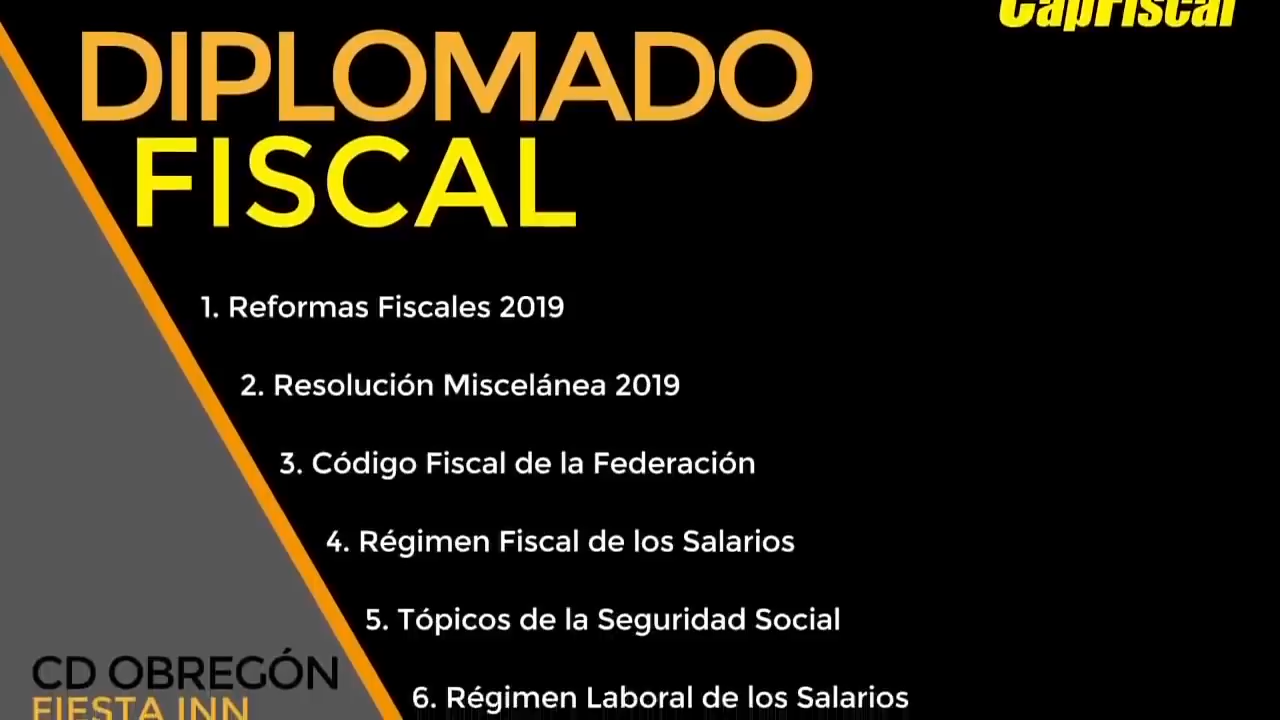 CapFiscal
DIPLOMADO
FISCAL
1. Reformas Fiscales 2019
2. Resolución Miscelánea 2019
3. Código Fiscal de la Federación
4. Régimen Fiscal de los Salarios
5. Tópicos de la Seguridad Social
6. Régimen Laboral de los Salarios
CD OBREGÓN
FIESTA INN